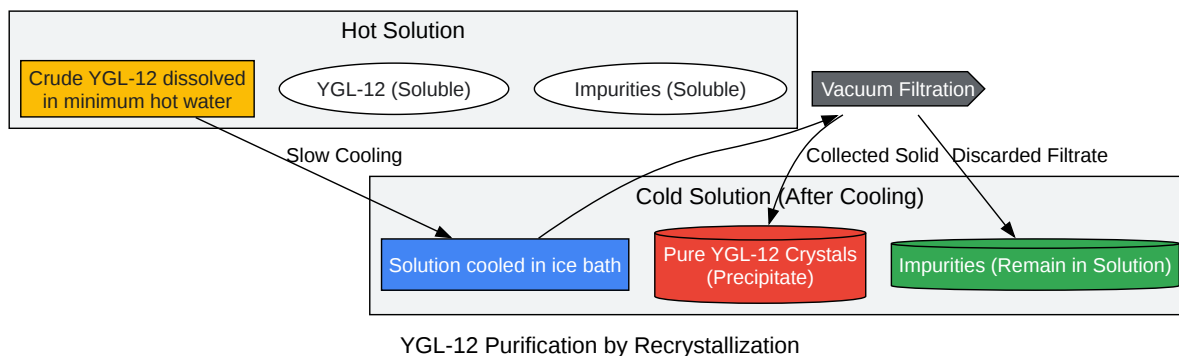 Hot Solution
Crude YGL-12 dissolved
in minimum hot water
YGL-12 (Soluble)
Impurities (Soluble)
Vacuum Filtration
Slow Cooling
Collected Solid
Discarded Filtrate
Cold Solution (After Cooling)
Solution cooled in ice bath
Pure YGL-12 Crystals
(Precipitate)
Impurities (Remain in Solution)
YGL-12 Purification by Recrystallization